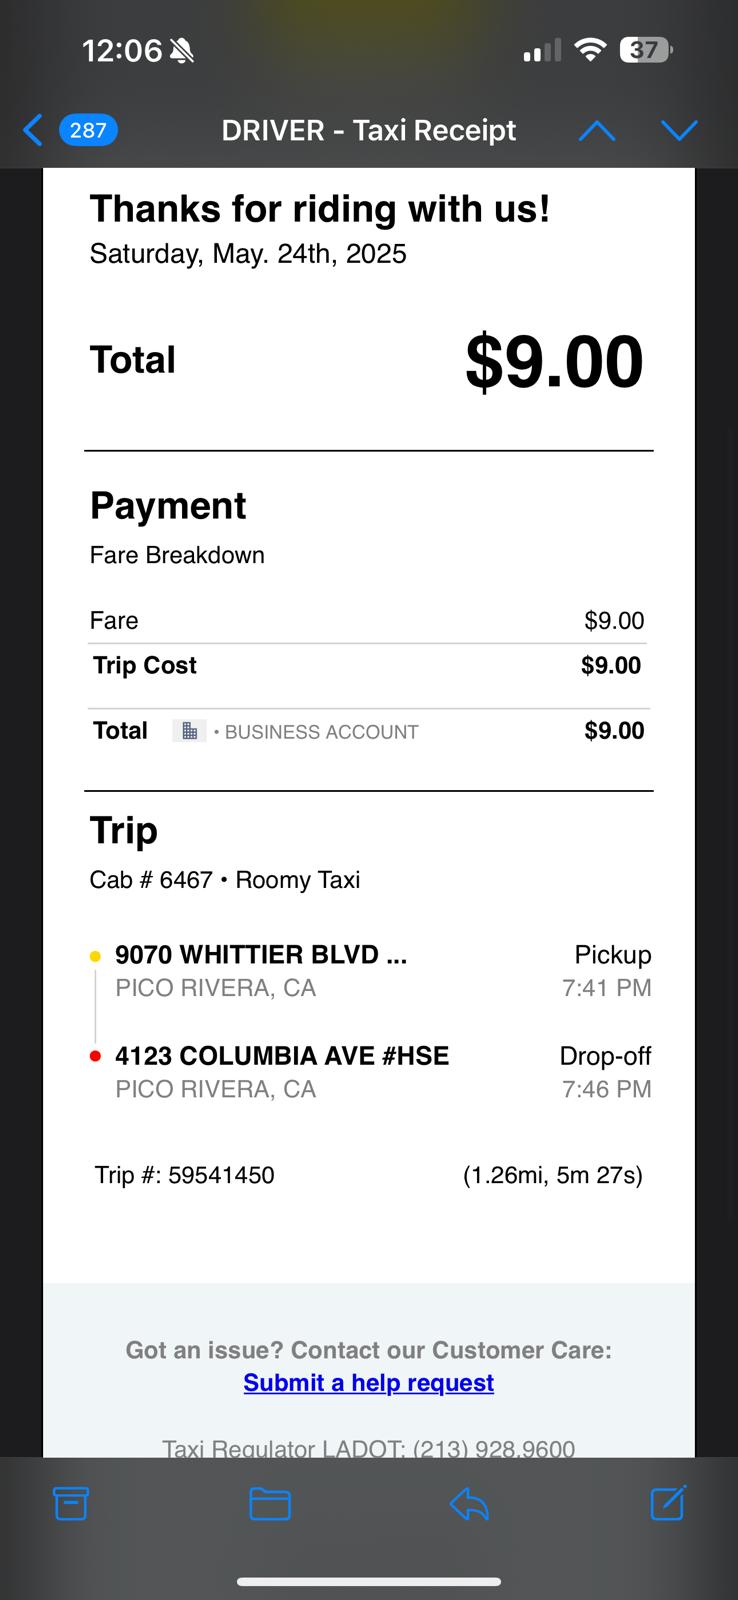 12:06
37
287
DRIVER - Taxi Receipt
Thanks for riding with us!
Saturday, May. 24th, 2025
Total $9.00
Payment
Fare Breakdown
Fare $9.00
Trip Cost $9.00
Total • BUSINESS ACCOUNT $9.00
Trip
Cab # 6467 • Roomy Taxi
9070 WHITTIER BLVD ... Pickup
PICO RIVERA, CA 7:41 PM
4123 COLUMBIA AVE #HSE Drop-off
PICO RIVERA, CA 7:46 PM
Trip #: 59541450 (1.26mi, 5m 27s)
Got an issue? Contact our Customer Care:
Submit a help request
Taxi Regulator LADOT: (213) 928.9600